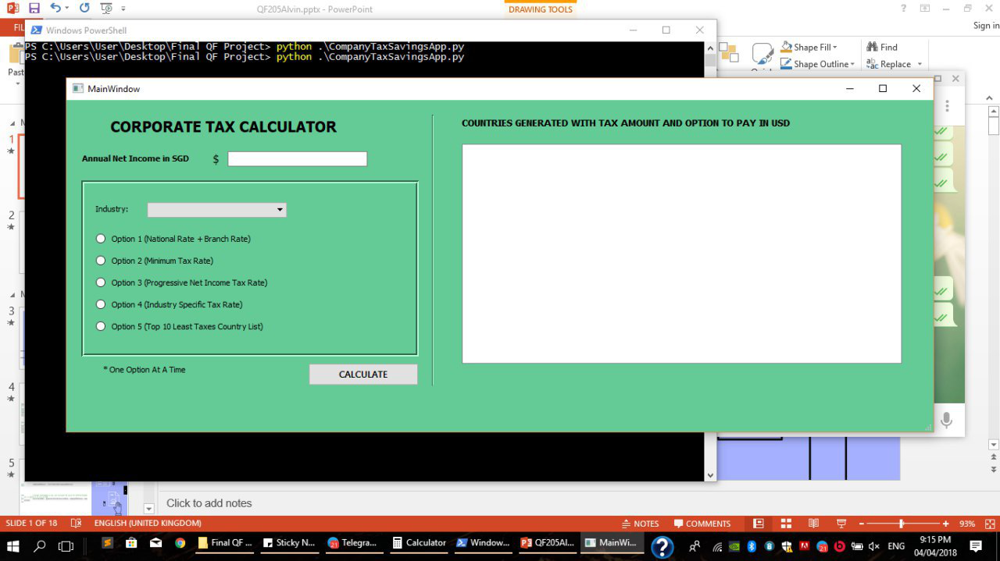 QF205Alvin.pptx - PowerPoint
DRAWING TOOLS
Sign in
Windows PowerShell
PS C:\Users\User\Desktop\Final QF Project> python .\CompanyTaxSavingsApp.py
PS C:\Users\User\Desktop\Final QF Project> python .\CompanyTaxSavingsApp.py
Shape Fill
Find
Shape Outline
Replace
MainWindow
CORPORATE TAX CALCULATOR
Annual Net Income in SGD $
Industry:
Option 1 (National Rate + Branch Rate)
Option 2 (Minimum Tax Rate)
Option 3 (Progressive Net Income Tax Rate)
Option 4 (Industry Specific Tax Rate)
Option 5 (Top 10 Least Taxes Country List)
* One Option At A Time
CALCULATE
COUNTRIES GENERATED WITH TAX AMOUNT AND OPTION TO PAY IN USD
1
2
3
4
5
Click to add notes
SLIDE 1 OF 18
ENGLISH (UNITED KINGDOM)
NOTES
COMMENTS
93%
Final QF ...
Sticky N...
Telegra...
Calculator
Window...
QF205Al...
MainWi...
ENG
9:15 PM
04/04/2018